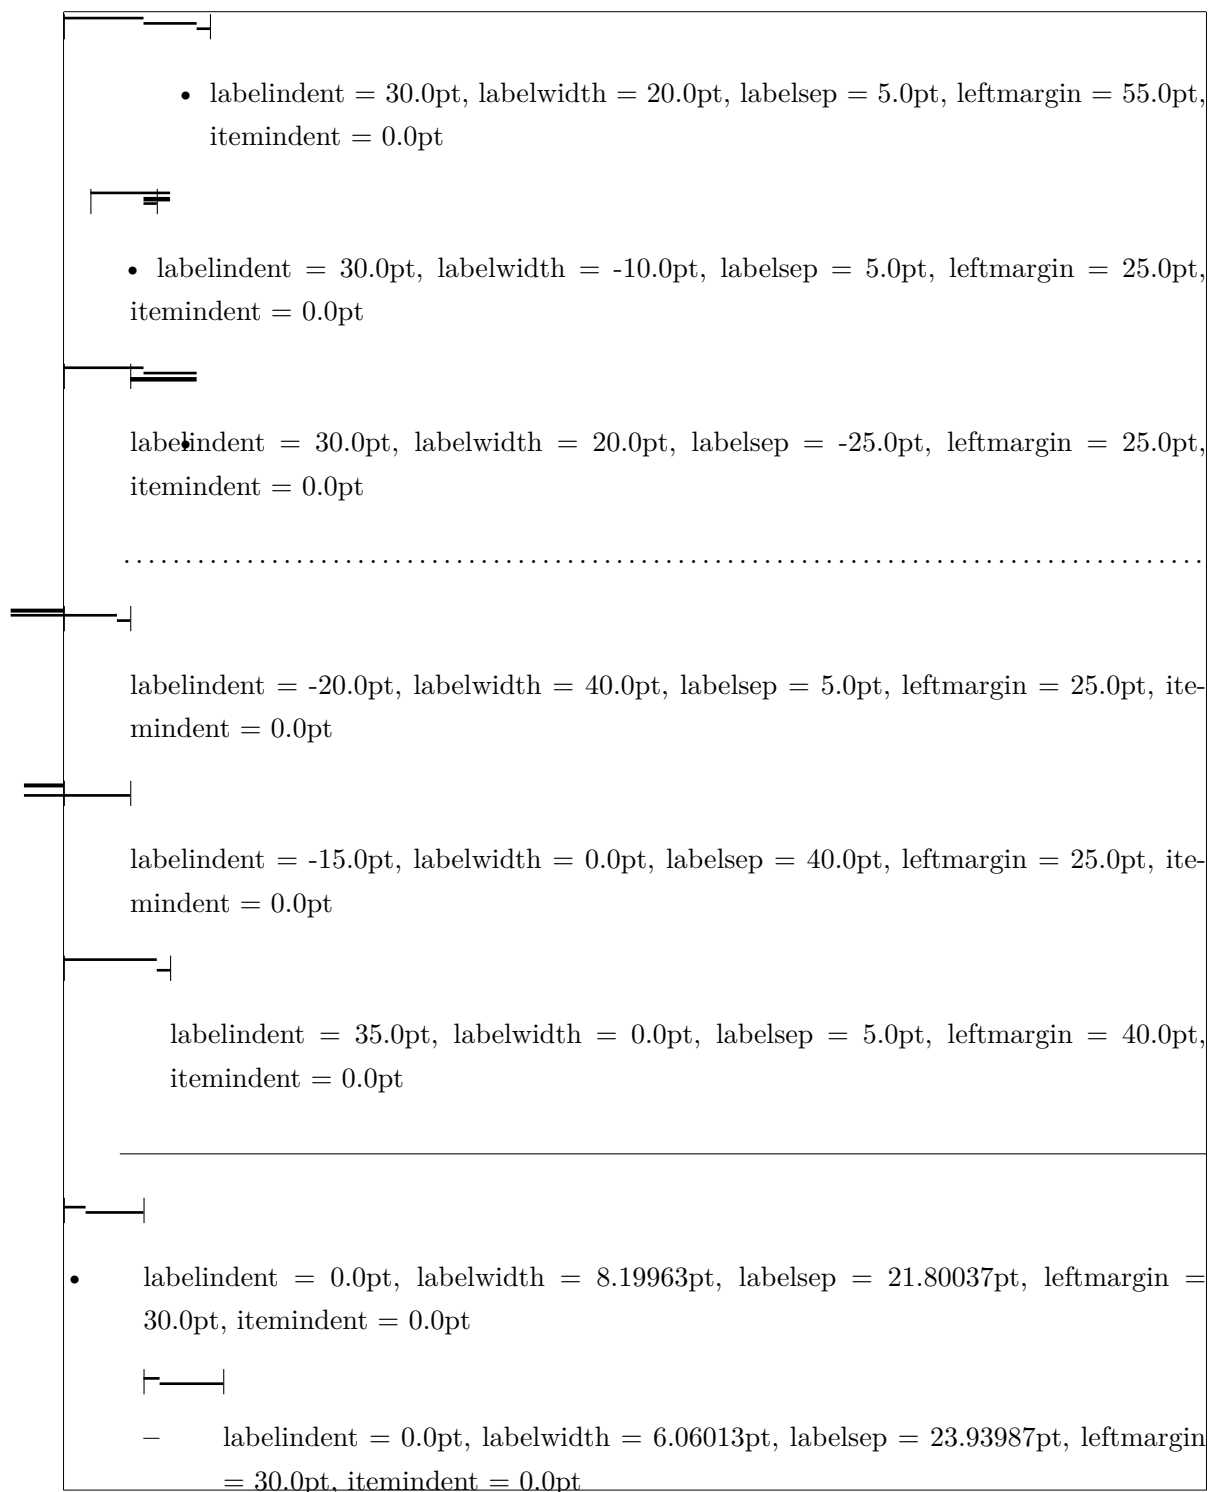 • labelindent = 30.0pt, labelwidth = 20.0pt, labelsep = 5.0pt, leftmargin = 55.0pt,
itemindent = 0.0pt
• labelindent = 30.0pt, labelwidth = -10.0pt, labelsep = 5.0pt, leftmargin = 25.0pt,
itemindent = 0.0pt
labelindent = 30.0pt, labelwidth = 20.0pt, labelsep = -25.0pt, leftmargin = 25.0pt,
itemindent = 0.0pt
labelindent = -20.0pt, labelwidth = 40.0pt, labelsep = 5.0pt, leftmargin = 25.0pt, ite-
mindent = 0.0pt
labelindent = -15.0pt, labelwidth = 0.0pt, labelsep = 40.0pt, leftmargin = 25.0pt, ite-
mindent = 0.0pt
labelindent = 35.0pt, labelwidth = 0.0pt, labelsep = 5.0pt, leftmargin = 40.0pt,
itemindent = 0.0pt
• labelindent = 0.0pt, labelwidth = 8.19963pt, labelsep = 21.80037pt, leftmargin =
30.0pt, itemindent = 0.0pt
– labelindent = 0.0pt, labelwidth = 6.06013pt, labelsep = 23.93987pt, leftmargin
= 30.0pt, itemindent = 0.0pt